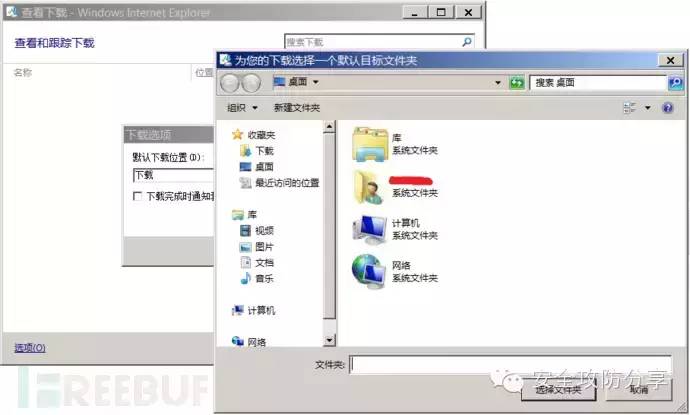 查看下载 - Windows Internet Explorer
查看和跟踪下载
搜索下载
名称
位置
下载选项
默认下载位置(D):
下载
下载完成时通知我
选项(O)
为您的下载选择一个默认目标文件夹
桌面
搜索 桌面
组织
新建文件夹
收藏夹
下载
桌面
最近访问的位置
库
视频
图片
文档
音乐
计算机
网络
库
系统文件夹
系统文件夹
计算机
系统文件夹
网络
系统文件夹
文件夹:
选择文件夹
取消
REEBUF
安全攻防分享